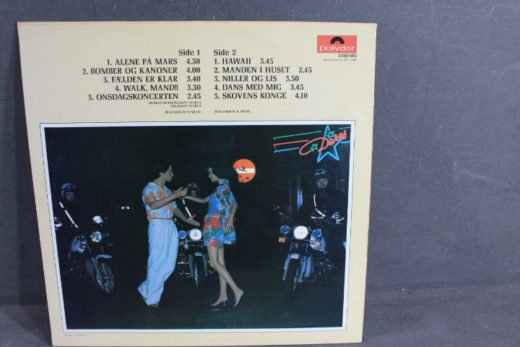 Side 1
1. ALENE PÅ MARS 4.30
2. BOMBER OG KANONER 4.00
3. FÆLDEN ER KLAR 3.40
4. WALK, MAND!! 3.30
5. ONSDAGSKONCERTEN 2.45
Side 2
1. HAWAII 3.45
2. MANDEN I HUSET 2.45
3. NILLER OG LIS 3.50
4. DANS MED MIG 3.45
5. SKOVENS KONGE 4.10
Polydor